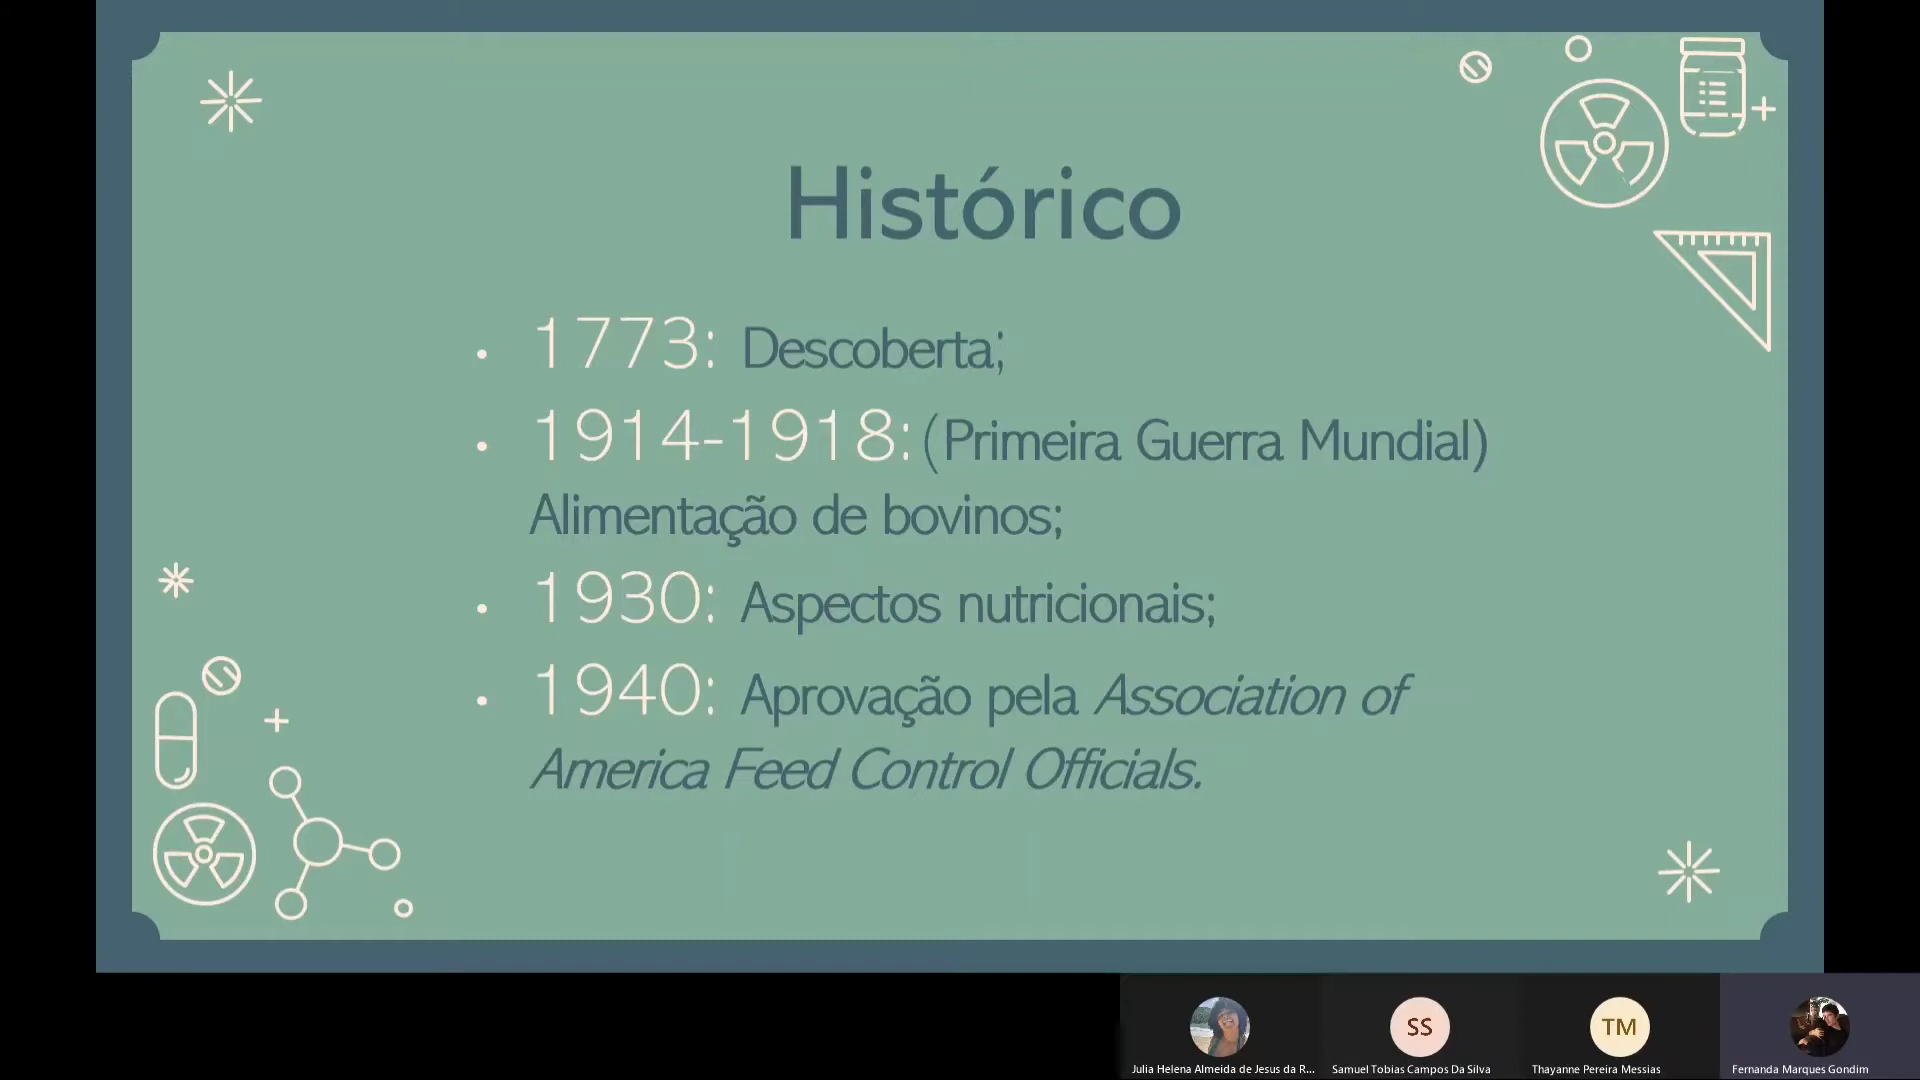 Histórico
• 1773: Descoberta;
• 1914-1918: (Primeira Guerra Mundial)
Alimentação de bovinos;
• 1930: Aspectos nutricionais;
• 1940: Aprovação pela Association of
America Feed Control Officials.
SS
TM
Julia Helena Almeida de Jesus da R...
Samuel Tobias Campos Da Silva
Thayanne Pereira Messias
Fernanda Marques Gondim